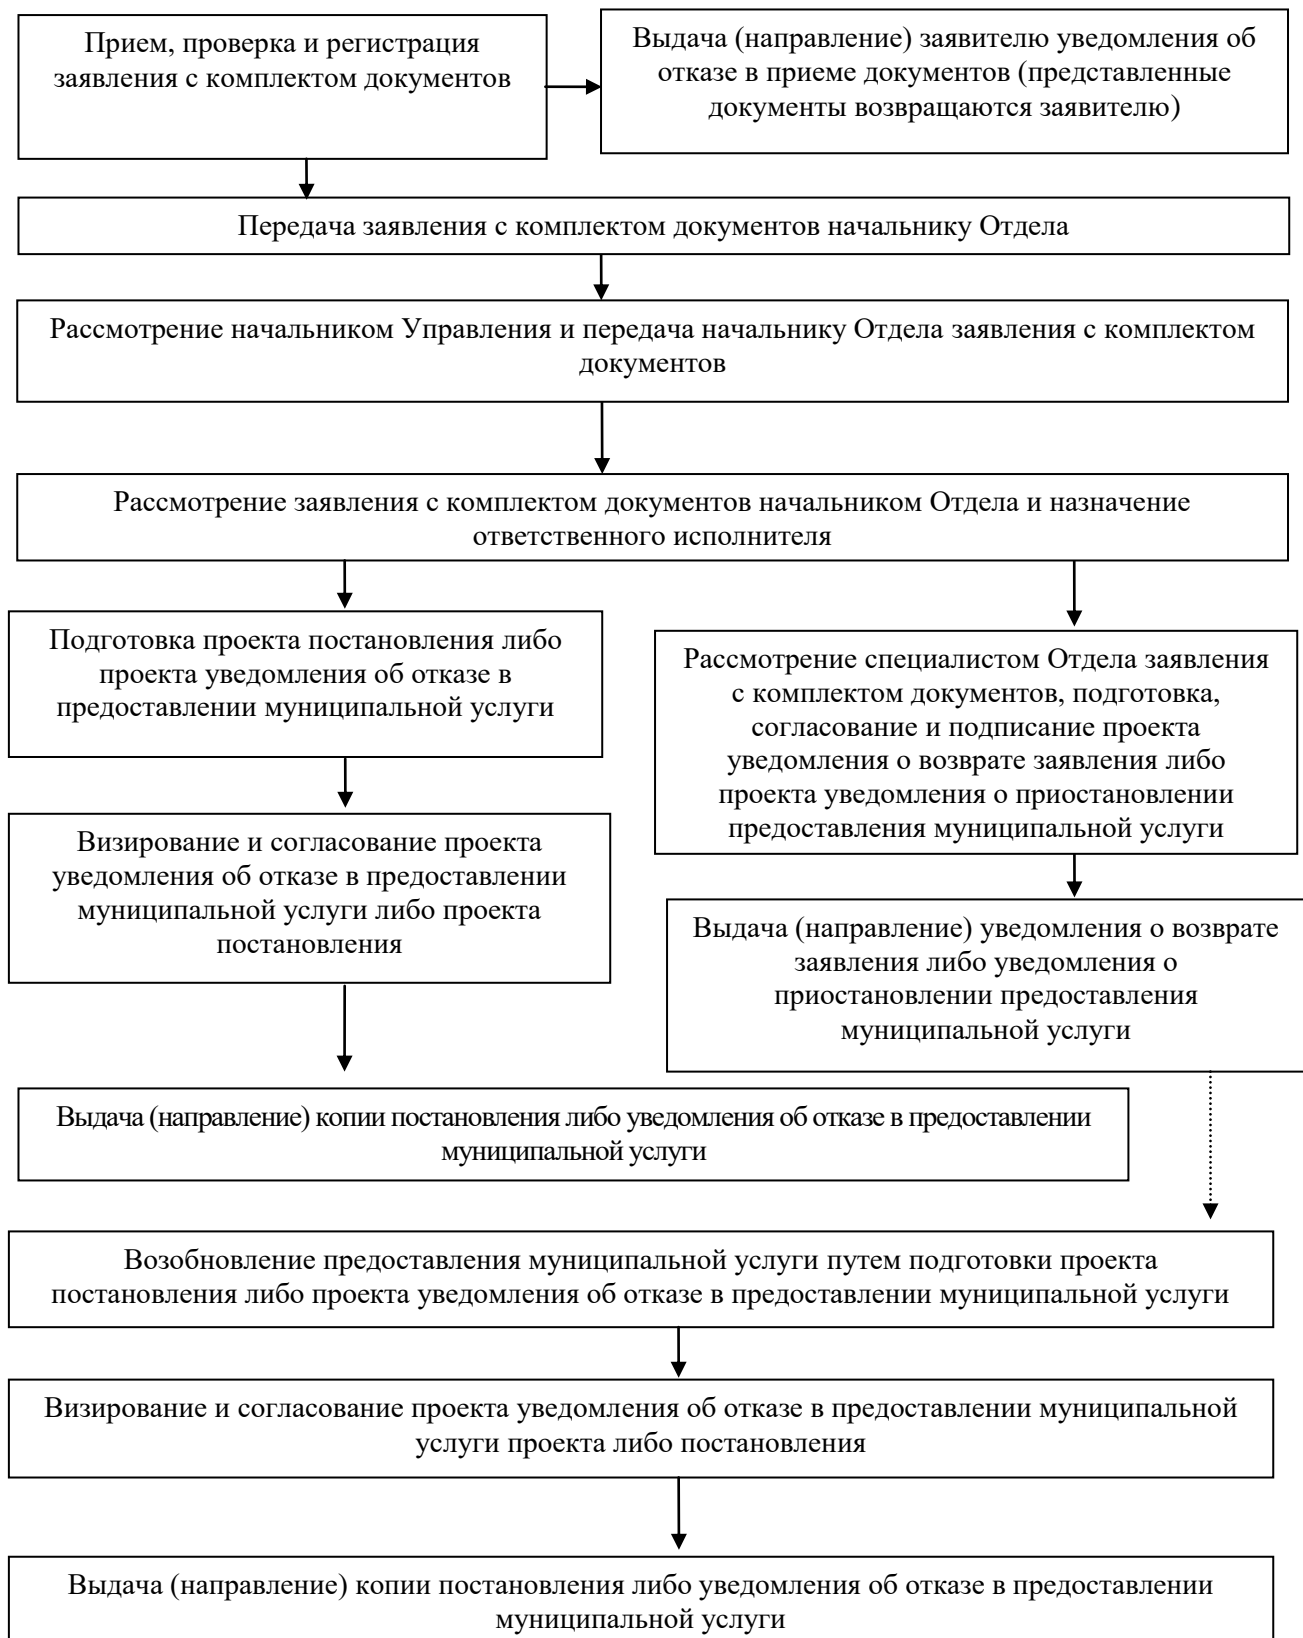 Прием, проверка и регистрация
заявления с комплектом документов
Выдача (направление) заявителю уведомления об
отказе в приеме документов (представленные
документы возвращаются заявителю)
Передача заявления с комплектом документов начальнику Отдела
Рассмотрение начальником Управления и передача начальнику Отдела заявления с комплектом
документов
Рассмотрение заявления с комплектом документов начальником Отдела и назначение
ответственного исполнителя
Подготовка проекта постановления либо
проекта уведомления об отказе в
предоставлении муниципальной услуги
Рассмотрение специалистом Отдела заявления
с комплектом документов, подготовка,
согласование и подписание проекта
уведомления о возврате заявления либо
проекта уведомления о приостановлении
предоставления муниципальной услуги
Визирование и согласование проекта
уведомления об отказе в предоставлении
муниципальной услуги либо проекта
постановления
Выдача (направление) уведомления о возврате
заявления либо уведомления о
приостановлении предоставления
муниципальной услуги
Выдача (направление) копии постановления либо уведомления об отказе в предоставлении
муниципальной услуги
Возобновление предоставления муниципальной услуги путем подготовки проекта
постановления либо проекта уведомления об отказе в предоставлении муниципальной услуги
Визирование и согласование проекта уведомления об отказе в предоставлении муниципальной
услуги проекта либо постановления
Выдача (направление) копии постановления либо уведомления об отказе в предоставлении
муниципальной услуги